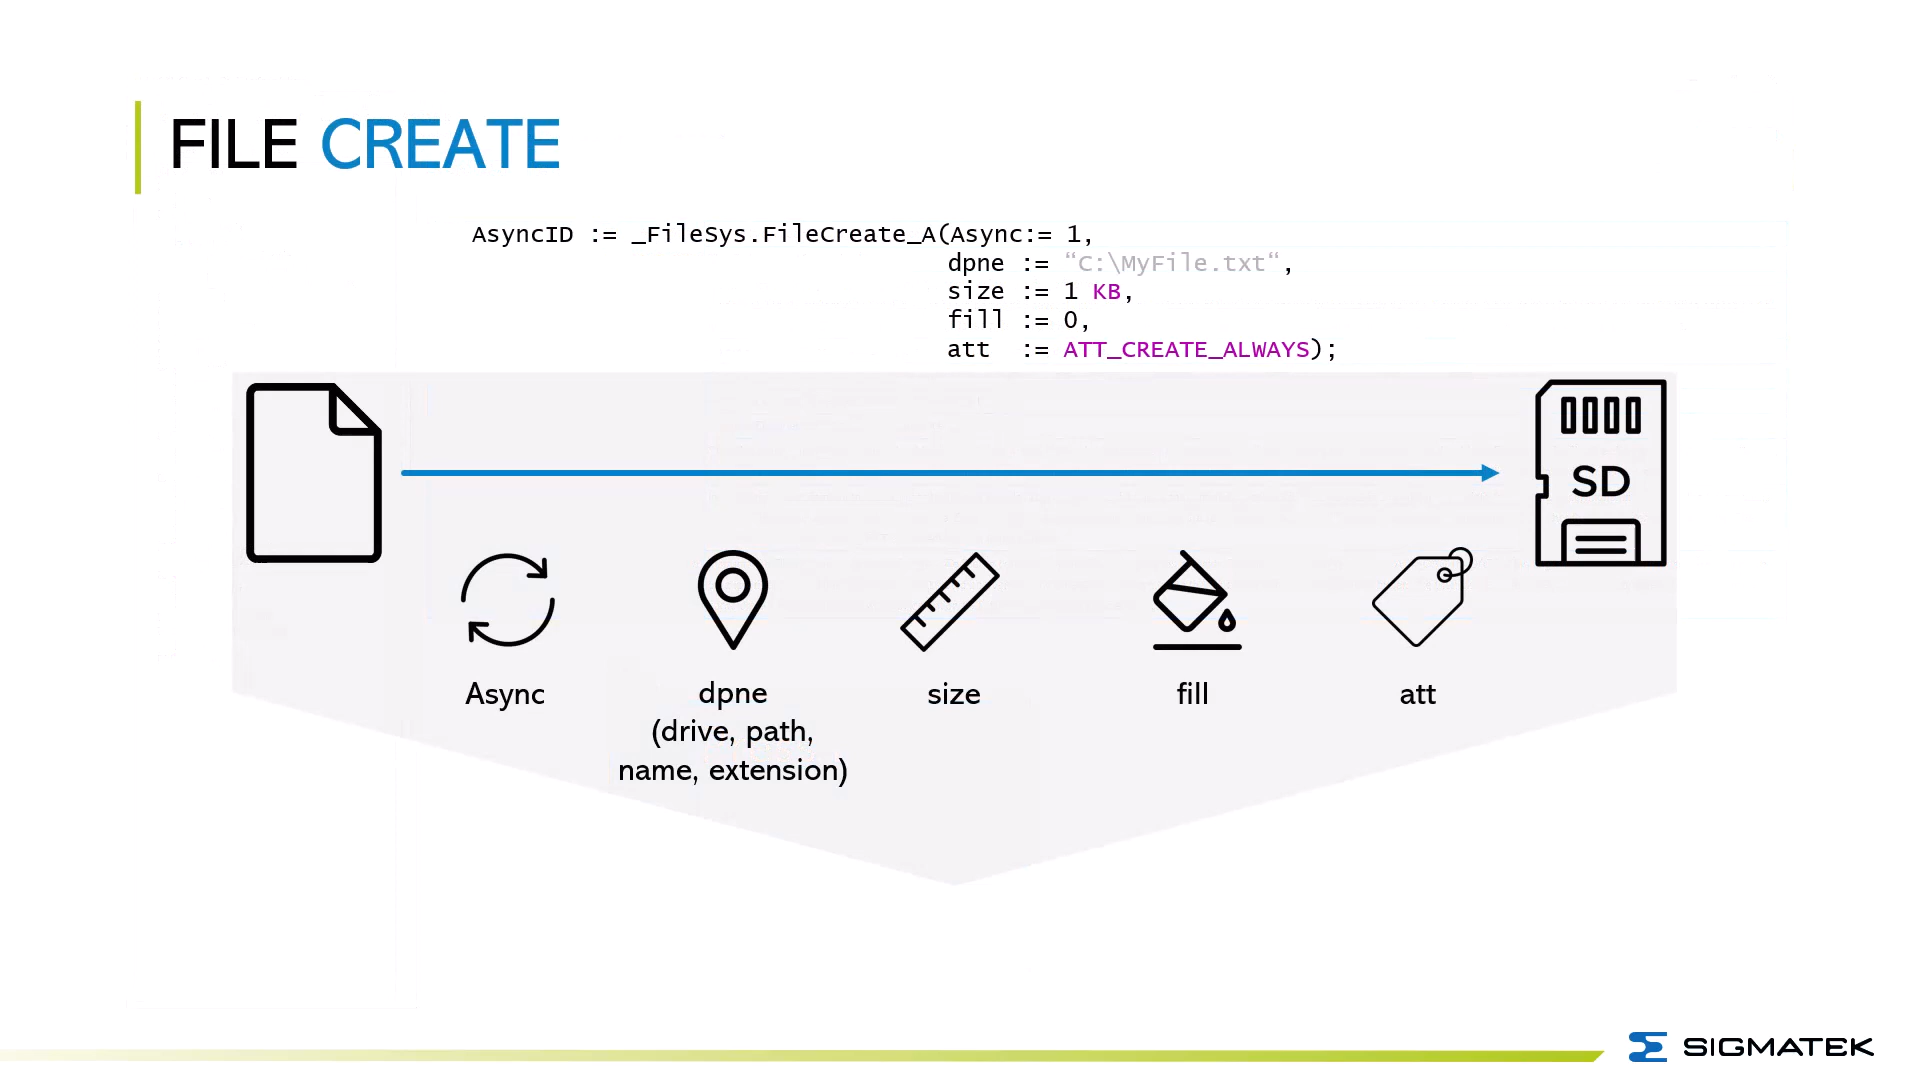 FILE CREATE
AsyncID := _FileSys.FileCreate_A(Async:= 1,
dpne := “C:\MyFile.txt“,
size := 1 KB,
fill := 0,
att := ATT_CREATE_ALWAYS);
SD
Async
dpne
(drive, path,
name, extension)
size
fill
att
SIGMATEK